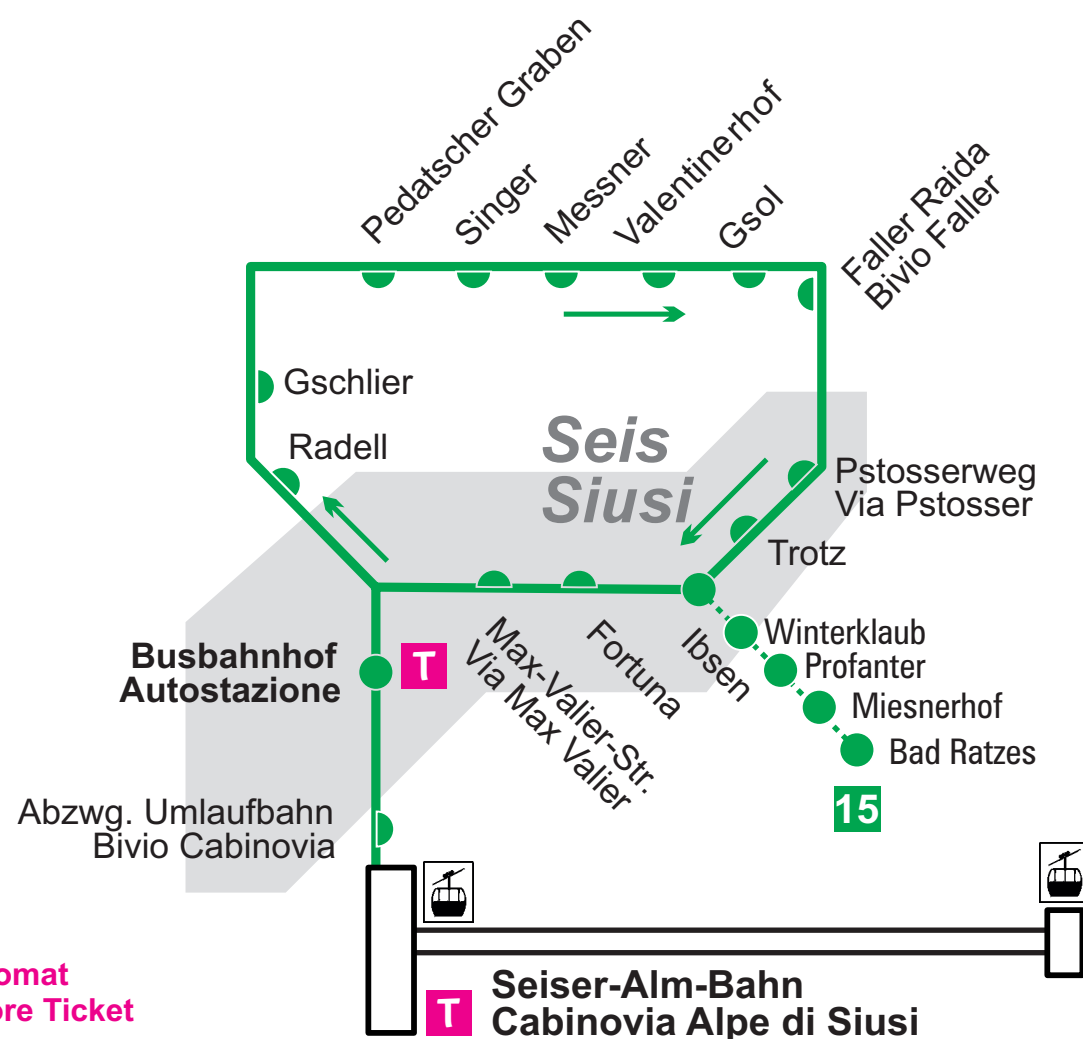 Pedatscher Graben
Singer
Messner
Valentinerhof
Gsol
Faller Raida
Bivio Faller
Gschlier
Radell
Seis
Siusi
Pstosserweg
Via Pstosser
Trotz
Busbahnhof
Autostazione
T
Max-Valier-Str.
Via Max Valier
Fortuna
Ibsen
Winterklaub
Profanter
Miesnerhof
Bad Ratzes
15
Abzwg. Umlaufbahn
Bivio Cabinovia
omat
ore Ticket
T
Seiser-Alm-Bahn
Cabinovia Alpe di Siusi